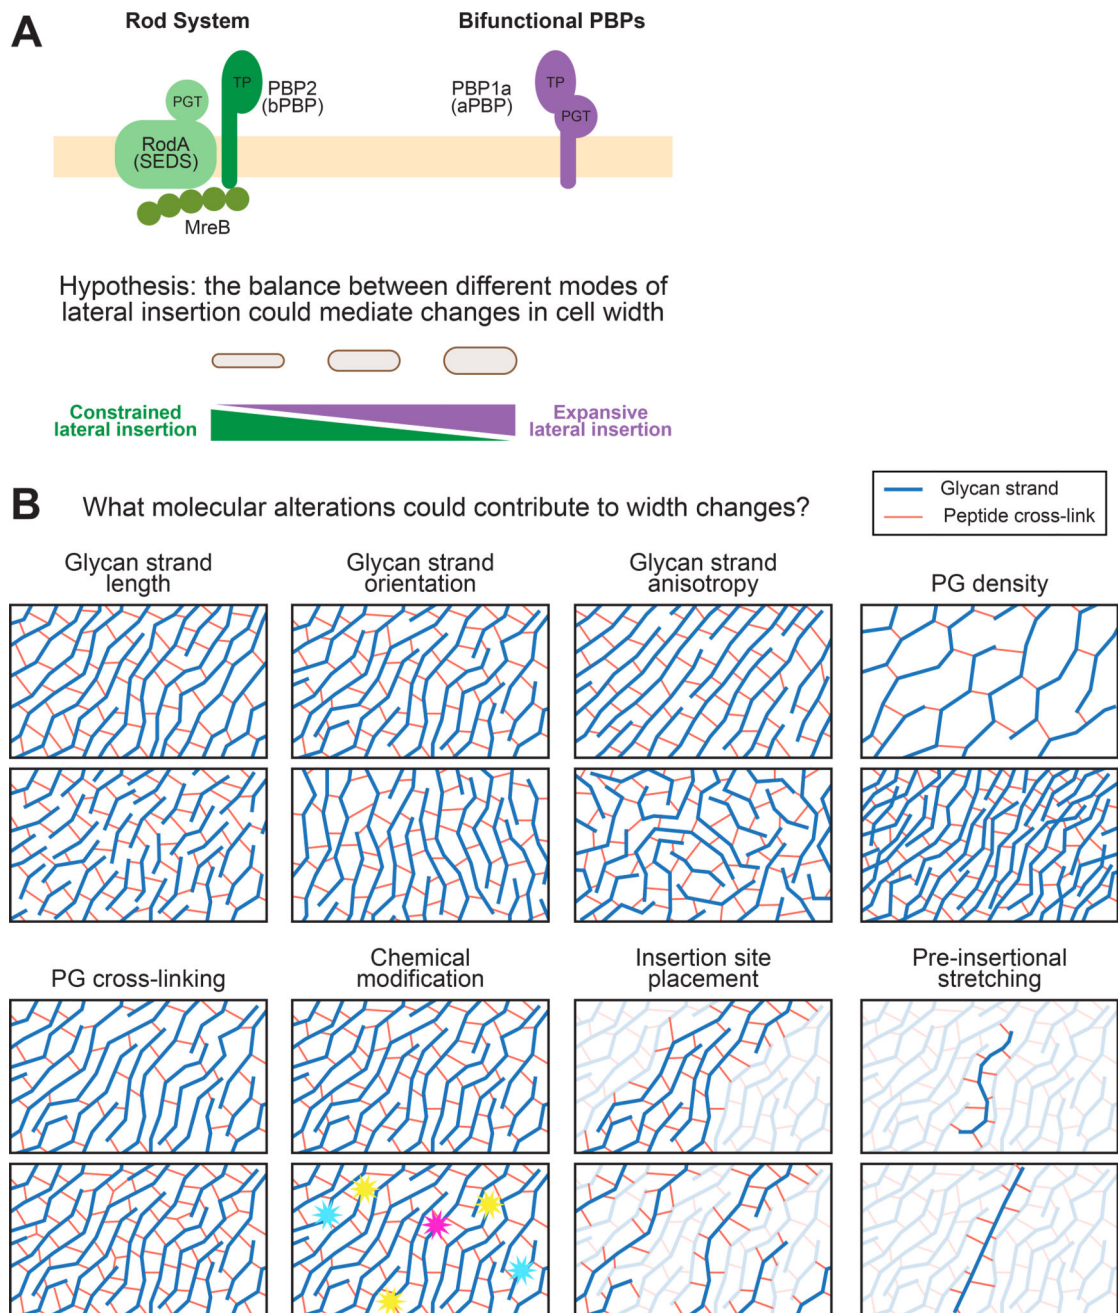 A
Rod System
Bifunctional PBPs
TP
PGT
PBP2
(bPBP)
RodA
(SEDS)
MreB
PBP1a
(aPBP)
TP
PGT
Hypothesis: the balance between different modes of
lateral insertion could mediate changes in cell width
Constrained
lateral insertion
Expansive
lateral insertion
B
What molecular alterations could contribute to width changes?
Glycan strand
Peptide cross-link
Glycan strand
length
Glycan strand
orientation
Glycan strand
anisotropy
PG density
PG cross-linking
Chemical
modification
Insertion site
placement
Pre-insertional
stretching